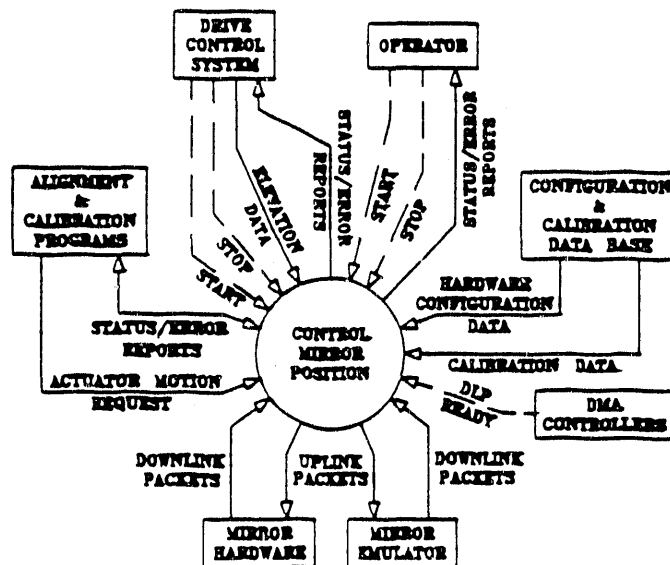 DRIVE
CONTROL
SYSTEM
OPERATOR
STATUS/ERROR
REPORTS
STATUS/ERROR
REPORTS
ELEVATION
DATA
START
STOP
ALIGNMENT
&
CALIBRATION
PROGRAMS
CONFIGURATION
&
CALIBRATION
DATA BASE
STOP
START
HARDWARE
CONFIGURATION
DATA
STATUS/ERROR
REPORTS
CONTROL
MIRROR
POSITION
CALIBRATION DATA
ACTUATOR MOTION
REQUEST
DLP
READY
DMA
CONTROLLERS
DOWNLINK
PACKETS
UPLINK
PACKETS
DOWNLINK
PACKETS
MIRROR
HARDWARE
MIRROR
EMULATOR